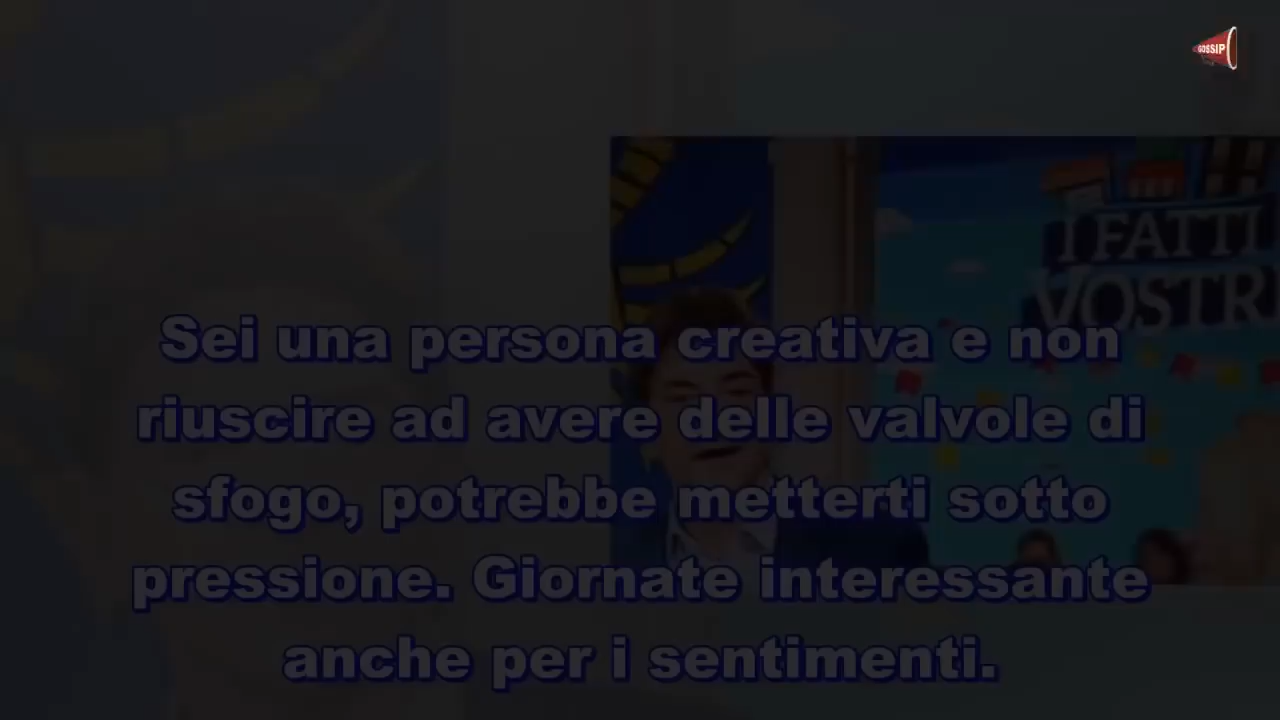 GOSSIP
I FATTI
VOSTRI
Sei una persona creativa e non
riuscire ad avere delle valvole di
sfogo, potrebbe metterti sotto
pressione. Giornate interessante
anche per i sentimenti.